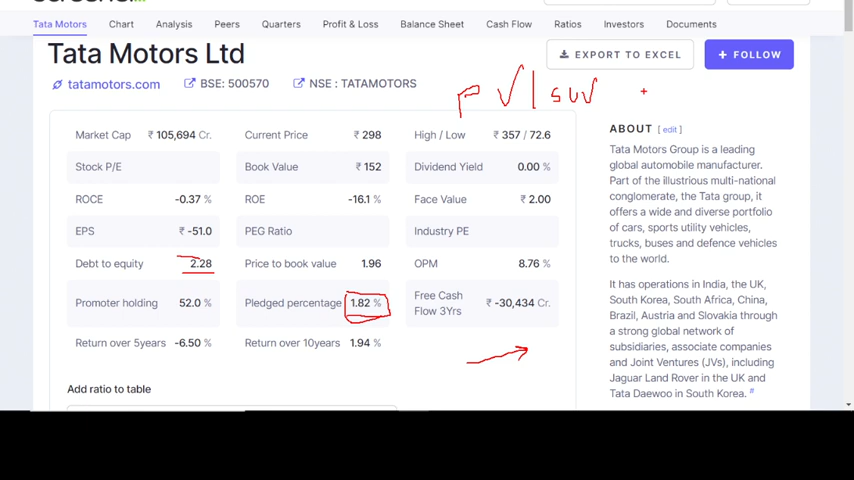 Tata Motors Chart Analysis Peers Quarters Profit & Loss Balance Sheet Cash Flow Ratios Investors Documents
Tata Motors Ltd
EXPORT TO EXCEL
+ FOLLOW
tatamotors.com BSE: 500570 NSE : TATAMOTORS
PV|SUV
Market Cap ₹ 105,694 Cr.
Current Price ₹ 298
High / Low ₹ 357 / 72.6
Stock P/E
Book Value ₹ 152
Dividend Yield 0.00 %
ROCE -0.37 %
ROE -16.1 %
Face Value ₹ 2.00
EPS ₹ -51.0
PEG Ratio
Industry PE
Debt to equity 2.28
Price to book value 1.96
OPM 8.76 %
Promoter holding 52.0 %
Pledged percentage 1.82 %
Free Cash
Flow 3Yrs ₹ -30,434 Cr.
Return over 5years -6.50 %
Return over 10years 1.94 %
Add ratio to table
ABOUT [ edit ]
Tata Motors Group is a leading
global automobile manufacturer.
Part of the illustrious multi-national
conglomerate, the Tata group, it
offers a wide and diverse portfolio
of cars, sports utility vehicles,
trucks, buses and defence vehicles
to the world.
It has operations in India, the UK,
South Korea, South Africa, China,
Brazil, Austria and Slovakia through
a strong global network of
subsidiaries, associate companies
and Joint Ventures (JVs), including
Jaguar Land Rover in the UK and
Tata Daewoo in South Korea. #